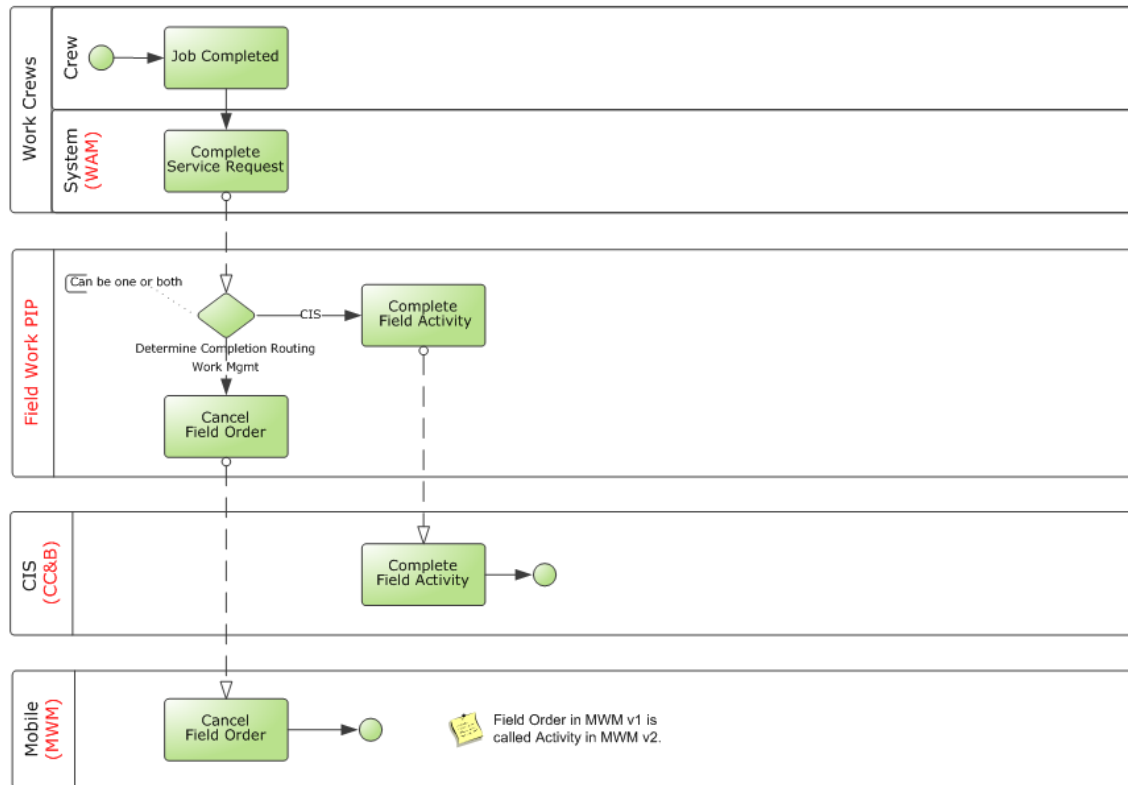 Work Crews
Crew
Job Completed
System
(WAM)
Complete
Service Request
Field Work PIP
Can be one or both
CIS
Complete
Field Activity
Determine Completion Routing
Work Mgmt
Cancel
Field Order
CIS
(CC&B)
Complete
Field Activity
Mobile
(MWM)
Cancel
Field Order
Field Order in MWM v1 is
called Activity in MWM v2.